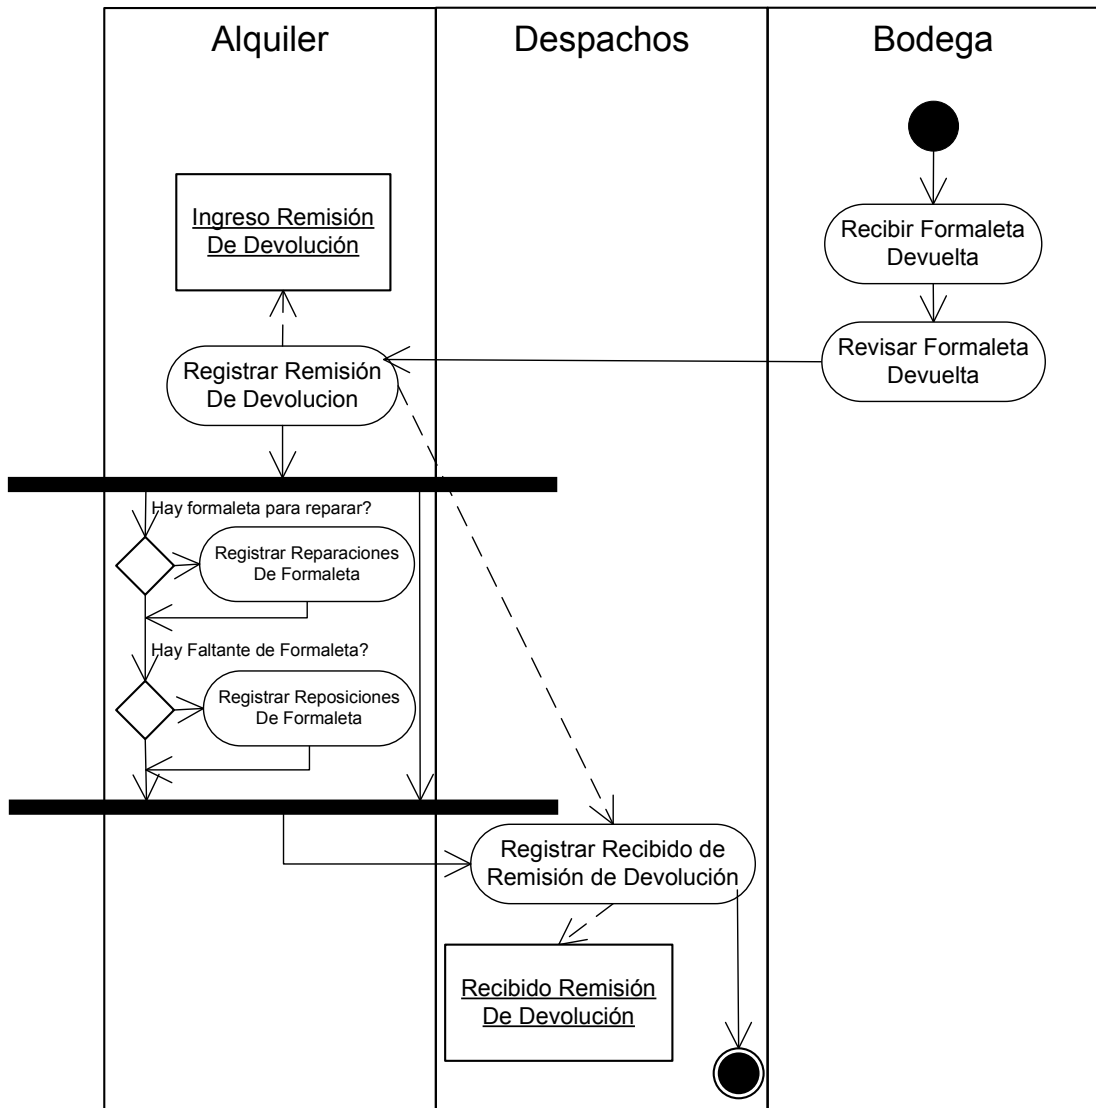 Alquiler
Despachos
Bodega
Ingreso Remisión
De Devolución
Recibir Formaleta
Devuelta
Registrar Remisión
De Devolucion
Revisar Formaleta
Devuelta
Hay formaleta para reparar?
Registrar Reparaciones
De Formaleta
Hay Faltante de Formaleta?
Registrar Reposiciones
De Formaleta
Registrar Recibido de
Remisión de Devolución
Recibido Remisión
De Devolución